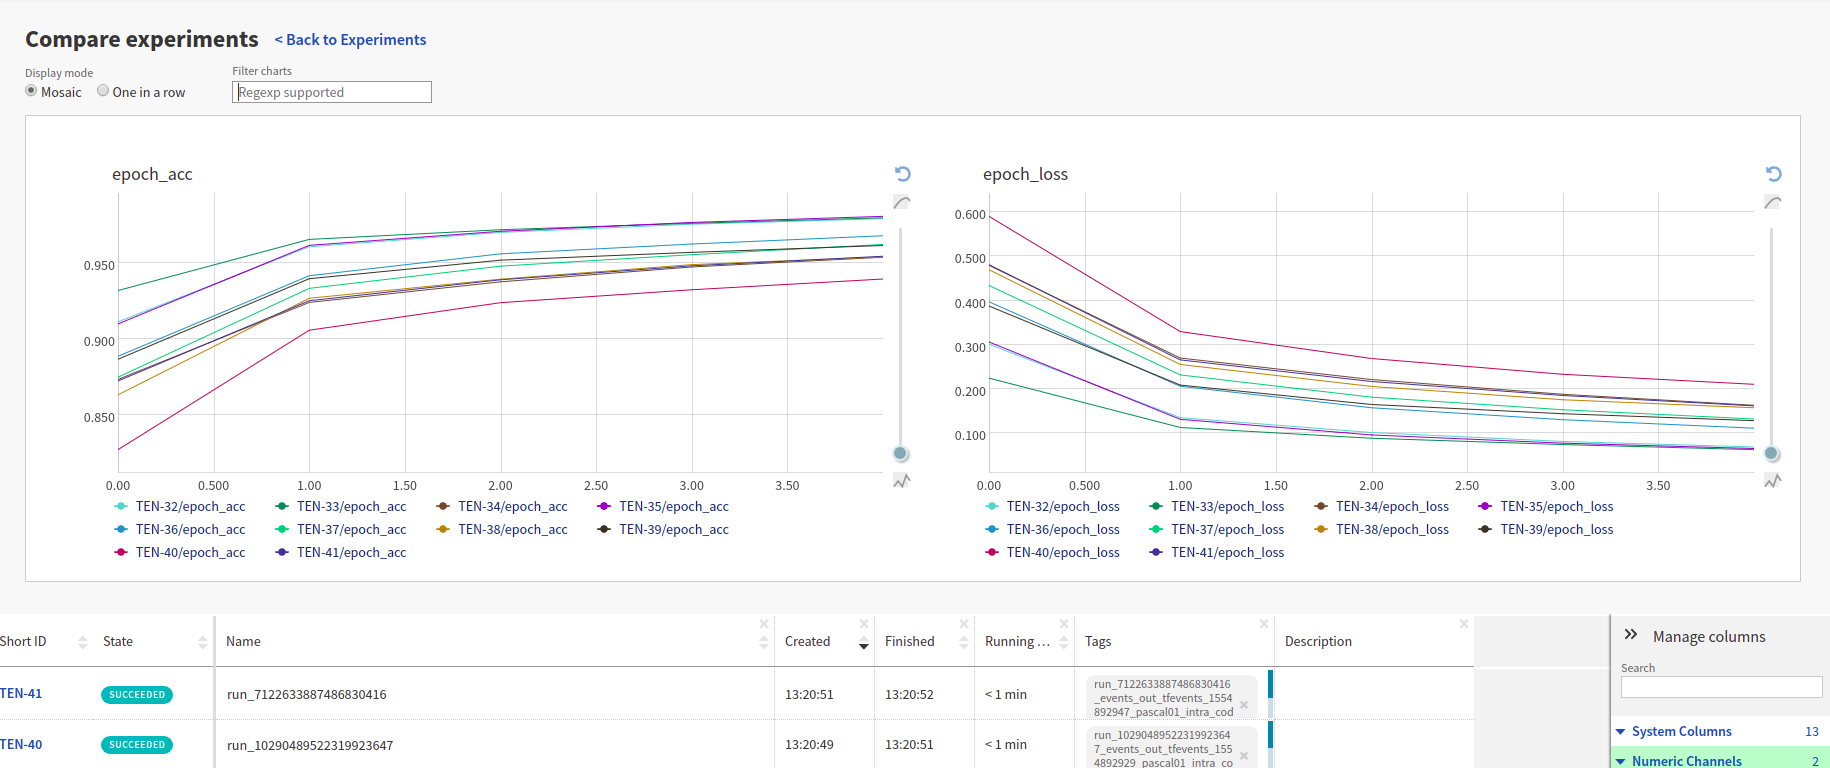 Compare experiments < Back to Experiments
Display mode
Mosaic One in a row
Filter charts
Regexp supported
epoch_acc
0.950
0.900
0.850
0.00 0.500 1.00 1.50 2.00 2.50 3.00 3.50
TEN-32/epoch_acc TEN-33/epoch_acc TEN-34/epoch_acc TEN-35/epoch_acc
TEN-36/epoch_acc TEN-37/epoch_acc TEN-38/epoch_acc TEN-39/epoch_acc
TEN-40/epoch_acc TEN-41/epoch_acc
epoch_loss
0.600
0.500
0.400
0.300
0.200
0.100
0.00 0.500 1.00 1.50 2.00 2.50 3.00 3.50
TEN-32/epoch_loss TEN-33/epoch_loss TEN-34/epoch_loss TEN-35/epoch_loss
TEN-36/epoch_loss TEN-37/epoch_loss TEN-38/epoch_loss TEN-39/epoch_loss
TEN-40/epoch_loss TEN-41/epoch_loss
Short ID State Name Created Finished Running ... Tags Description
TEN-41 SUCCEEDED run_7122633887486830416 13:20:51 13:20:52 < 1 min
run_7122633887486830416
_events_out_tfevents_1554
892947_pascal01_intra_cod
TEN-40 SUCCEEDED run_10290489522319923647 13:20:49 13:20:51 < 1 min
run_1029048952231992364
7_events_out_tfevents_155
4892929_pascal01_intra_co
Manage columns
Search
System Columns 13
Numeric Channels 2